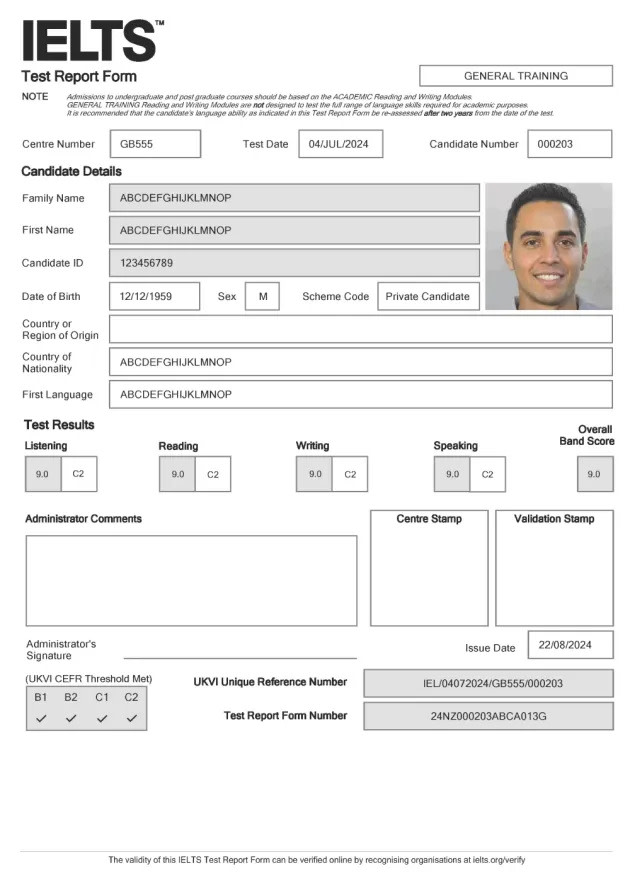 IELTS™
Test Report Form
GENERAL TRAINING
NOTE Admissions to undergraduate and post graduate courses should be based on the ACADEMIC Reading and Writing Modules.
GENERAL TRAINING Reading and Writing Modules are not designed to test the full range of language skills required for academic purposes.
It is recommended that the candidate's language ability as indicated in this Test Report Form be re-assessed after two years from the date of the test.
Centre Number GB555 Test Date 04/JUL/2024 Candidate Number 000203
Candidate Details
Family Name ABCDEFGHIJKLMNOP
First Name ABCDEFGHIJKLMNOP
Candidate ID 123456789
Date of Birth 12/12/1959 Sex M Scheme Code Private Candidate
Country or
Region of Origin
Country of
Nationality ABCDEFGHIJKLMNOP
First Language ABCDEFGHIJKLMNOP
Test Results
Listening Reading Writing Speaking Overall
Band Score
9.0 C2 9.0 C2 9.0 C2 9.0 C2 9.0
Administrator Comments Centre Stamp Validation Stamp
Administrator's
Signature
Issue Date 22/08/2024
(UKVI CEFR Threshold Met)
B1 B2 C1 C2
✓ ✓ ✓ ✓
UKVI Unique Reference Number IEL/04072024/GB555/000203
Test Report Form Number 24NZ000203ABCA013G
The validity of this IELTS Test Report Form can be verified online by recognising organisations at ielts.org/verify